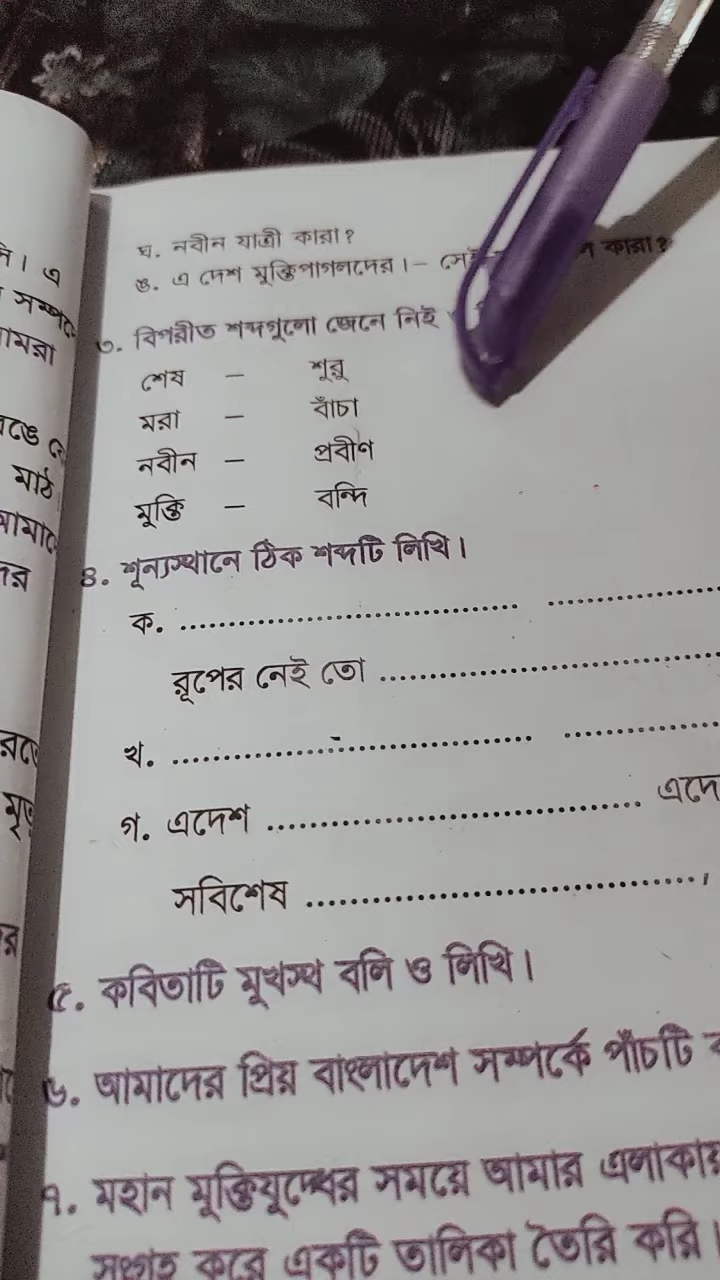 ঘ. নবীন যাত্রী কারা?
ঙ. এ দেশ মুক্তিপাগলদের।– কারা?
৩. বিপরীত শব্দগুলো জেনে নিই
শেষ – শুরু
মরা – বাঁচা
নবীন – প্রবীণ
মুক্তি – বন্দি
৪. শূন্যস্থানে ঠিক শব্দটি লিখি।
ক. .................................... ....................
রূপের নেই তো ....................................
খ. .................................... ....................
গ. এদেশ .................................... এদে
সবিশেষ .................................... ,
৫. কবিতাটি মুখস্থ বলি ও লিখি।
৬. আমাদের প্রিয় বাংলাদেশ সম্পর্কে পাঁচটি
৭. মহান মুক্তিযুদ্ধের সময়ে আমার এলাকার
করে একটি তালিকা তৈরি করি।